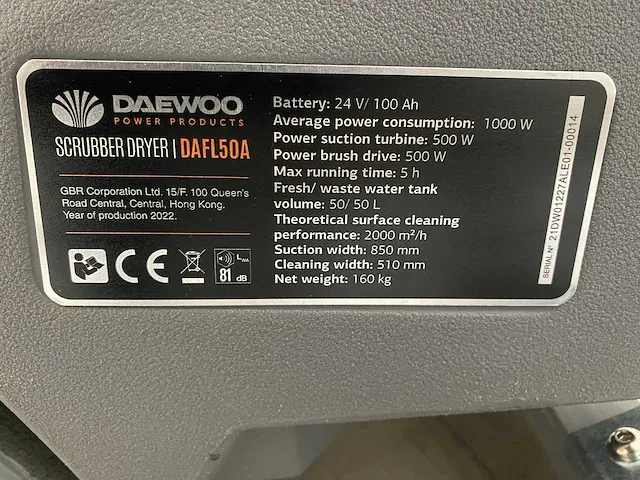 DAEWOO
POWER PRODUCTS
SCRUBBER DRYER | DAFL50A
GBR Corporation Ltd. 15/F. 100 Queen's
Road Central, Central, Hong Kong.
Year of production 2022.
CE
LWA
81 dB
Battery: 24 V/ 100 Ah
Average power consumption: 1000 W
Power suction turbine: 500 W
Power brush drive: 500 W
Max running time: 5 h
Fresh/ waste water tank
volume: 50/ 50 L
Theoretical surface cleaning
performance: 2000 m²/h
Suction width: 850 mm
Cleaning width: 510 mm
Net weight: 160 kg
SERIAL N° 21DW01227ALE01-00014